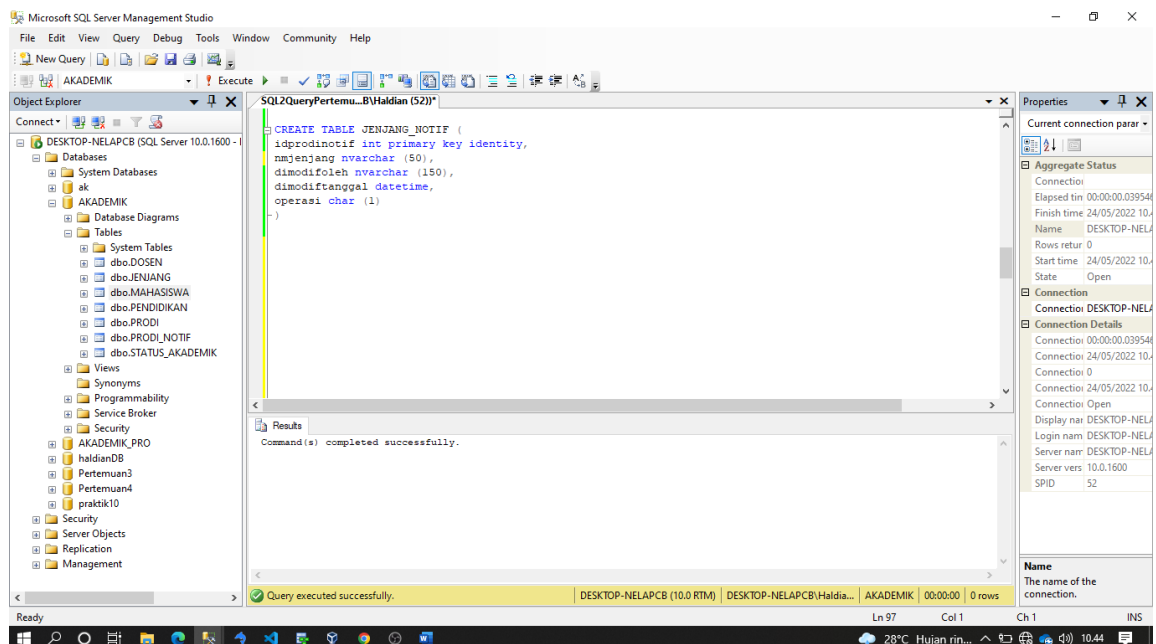 Microsoft SQL Server Management Studio
File Edit View Query Debug Tools Window Community Help
New Query
AKADEMIK
Execute
Object Explorer
Connect
DESKTOP-NELAPCB (SQL Server 10.0.1600 - I
Databases
System Databases
ak
AKADEMIK
Database Diagrams
Tables
System Tables
dbo.DOSEN
dbo.JENJANG
dbo.MAHASISWA
dbo.PENDIDIKAN
dbo.PRODI
dbo.PRODI_NOTIF
dbo.STATUS_AKADEMIK
Views
Synonyms
Programmability
Service Broker
Security
AKADEMIK_PRO
haldianDB
Pertemuan3
Pertemuan4
praktik10
Security
Server Objects
Replication
Management
SQL2QueryPertemu...B\Haldian (52))*
CREATE TABLE JENJANG_NOTIF (
idprodinotif int primary key identity,
nmjenjang nvarchar (50),
dimodifoleh nvarchar (150),
dimodiftanggal datetime,
operasi char (1)
)
Results
Command(s) completed successfully.
Query executed successfully.
DESKTOP-NELAPCB (10.0 RTM) DESKTOP-NELAPCB\Haldia... AKADEMIK 00:00:00 0 rows
Properties
Current connection parar
Aggregate Status
Connection
Elapsed tim 00:00:00.039546
Finish time 24/05/2022 10.4
Name DESKTOP-NELA
Rows retur 0
Start time 24/05/2022 10.4
State Open
Connection
Connectio DESKTOP-NELA
Connection Details
Connectio 00:00:00.039546
Connectio 24/05/2022 10.4
Connectio 0
Connectio 24/05/2022 10.4
Connectio Open
Display nar DESKTOP-NELA
Login nam DESKTOP-NELA
Server nam DESKTOP-NELA
Server vers 10.0.1600
SPID 52
Name
The name of the
connection.
Ready
Ln 97 Col 1 Ch 1 INS
28°C Hujan rin... 10.44